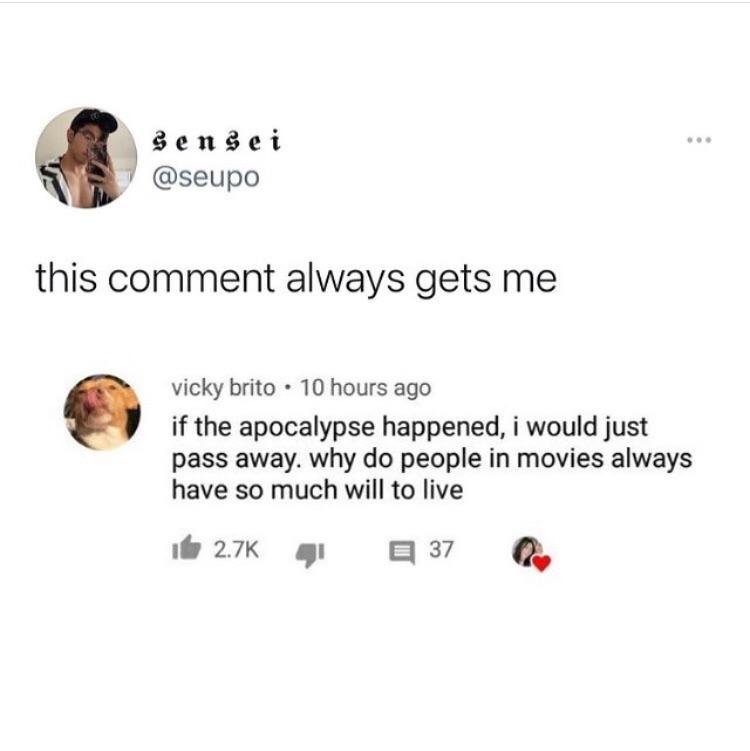 𝖘𝖊𝖓𝖘𝖊𝖎
@seupo
this comment always gets me
vicky brito • 10 hours ago
if the apocalypse happened, i would just
pass away. why do people in movies always
have so much will to live
2.7K 37